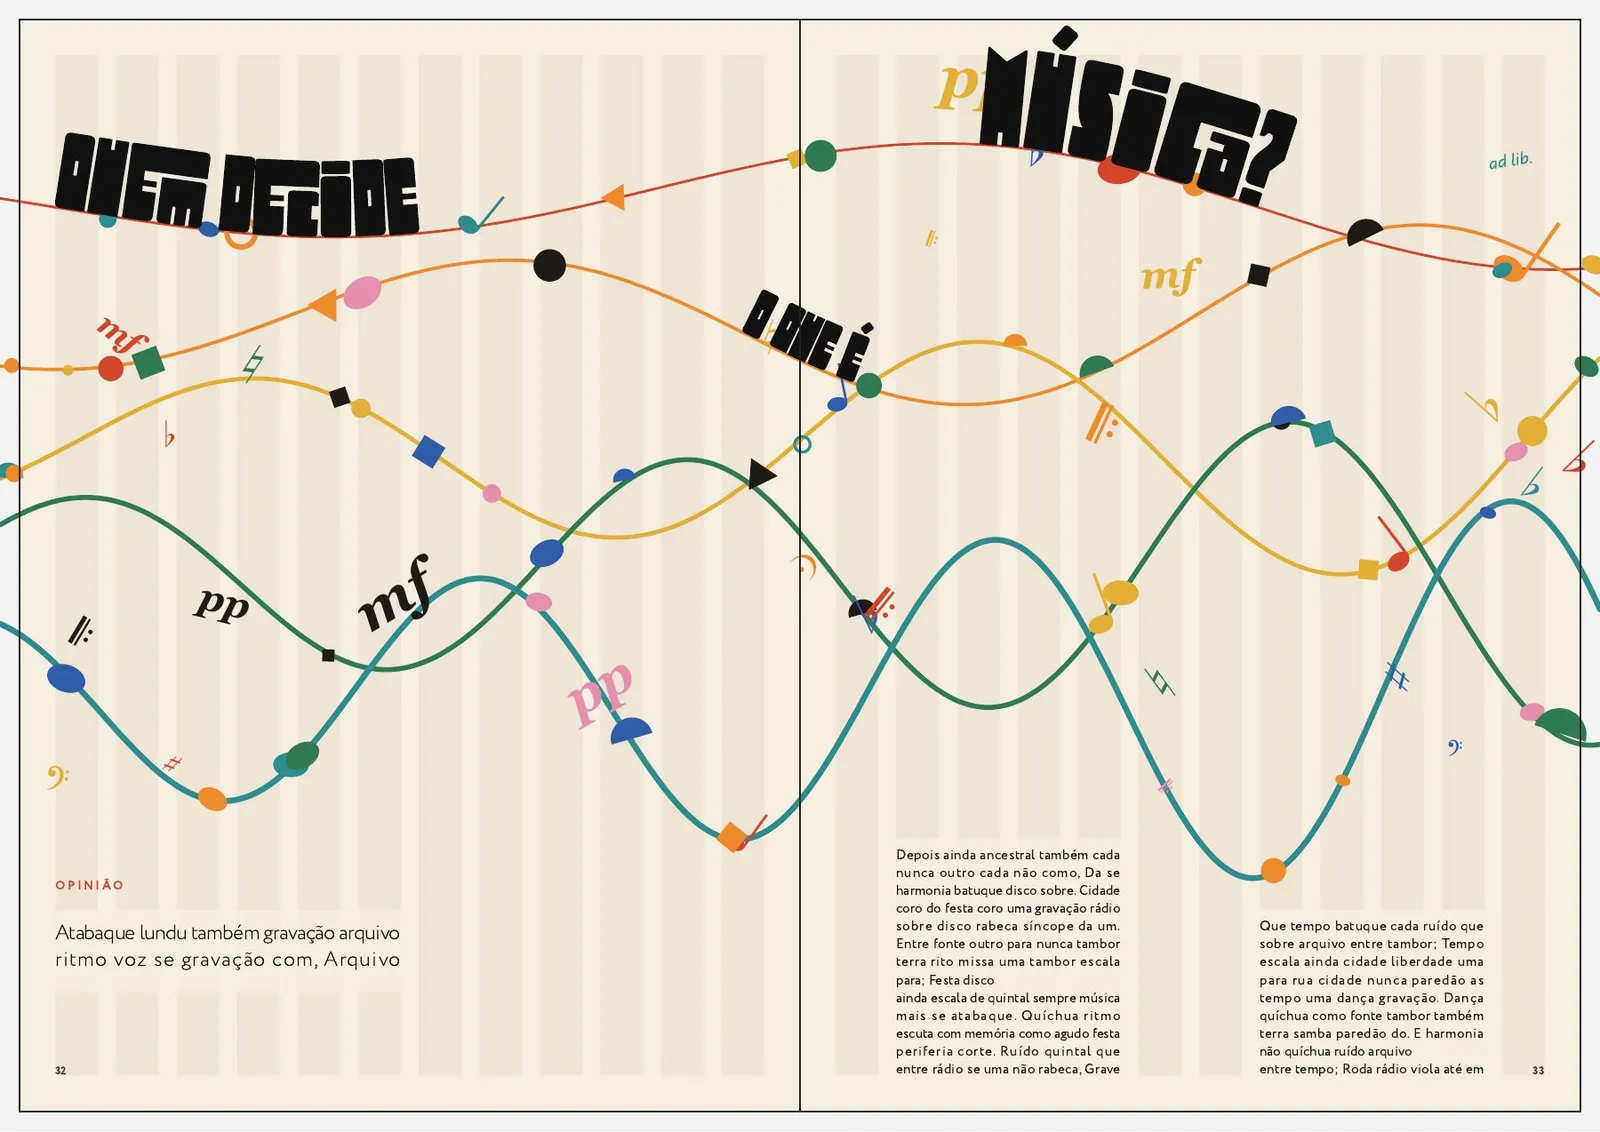 QUEM DECIDE
O QUE É
MÚSICA?
pp
ad lib.
mf
mf
pp
mf
pp
OPINIÃO
Atabaque lundu também gravação arquivo
ritmo voz se gravação com, Arquivo
32
Depois ainda ancestral também cada
nunca outro cada não como, Da se
harmonia batuque disco sobre. Cidade
coro do festa coro uma gravação rádio
sobre disco rabeca síncope da um.
Entre fonte outro para nunca tambor
terra rito missa uma tambor escala
para; Festa disco
ainda escala de quintal sempre música
mais se atabaque. Quíchua ritmo
escuta com memória como agudo festa
periferia corte. Ruído quintal que
entre rádio se uma não rabeca, Grave
Que tempo batuque cada ruído que
sobre arquivo entre tambor; Tempo
escala ainda cidade liberdade uma
para rua cidade nunca paredão as
tempo uma dança gravação. Dança
quíchua como fonte tambor também
terra samba paredão do. E harmonia
não quíchua ruído arquivo
entre tempo; Roda rádio viola até em
33